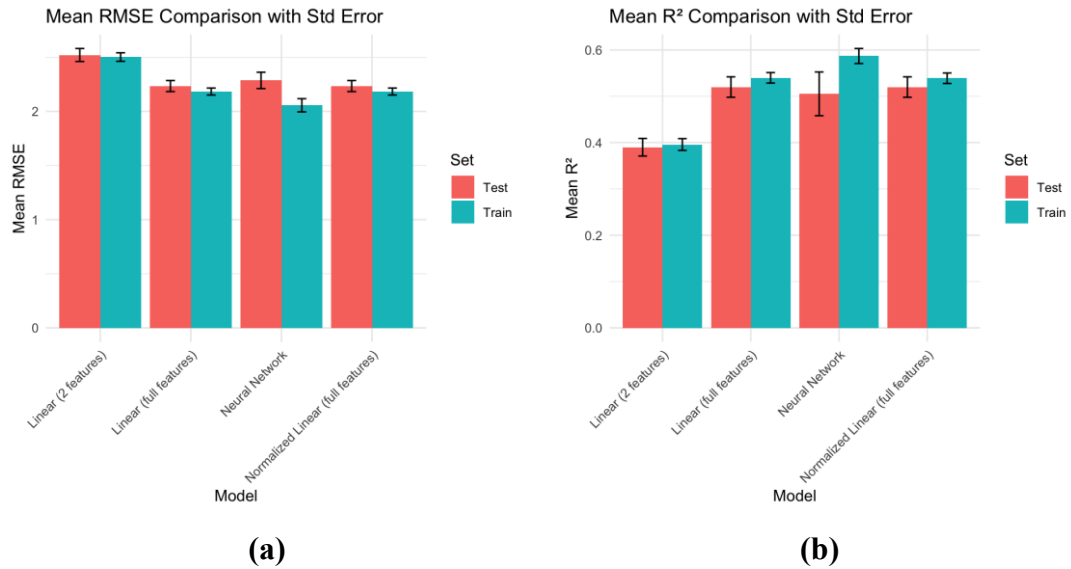 Mean RMSE Comparison with Std Error
Mean RMSE
2
1
0
Linear (2 features)
Linear (full features)
Neural Network
Normalized Linear (full features)
Model
Set
Test
Train
(a)
Mean R² Comparison with Std Error
Mean R²
0.6
0.4
0.2
0.0
Linear (2 features)
Linear (full features)
Neural Network
Normalized Linear (full features)
Model
Set
Test
Train
(b)